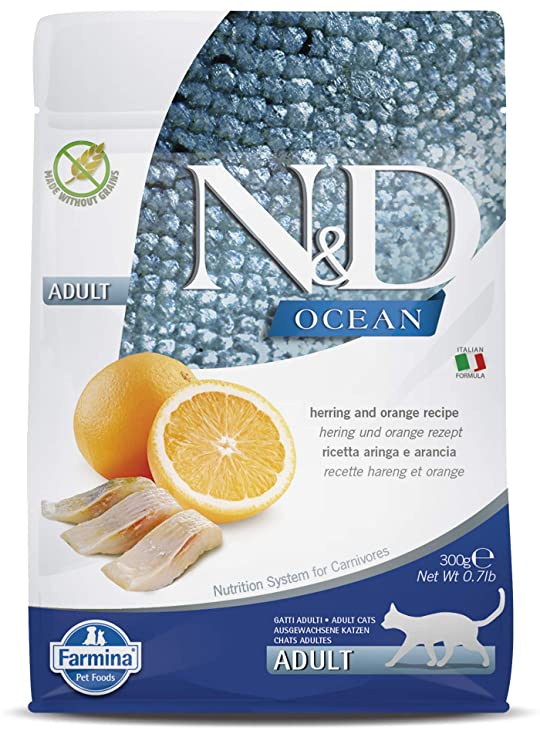 MADE WITHOUT GRAINS
N&D
ADULT
OCEAN
ITALIAN
FORMULA
herring and orange recipe
hering und orange rezept
ricetta aringa e arancia
recette hareng et orange
300g℮
Net Wt 0.7lb
Nutrition System for Carnivores
GATTI ADULTI • ADULT CATS
AUSGEWACHSENE KATZEN
CHATS ADULTES
ADULT
Farmina®
Pet Foods